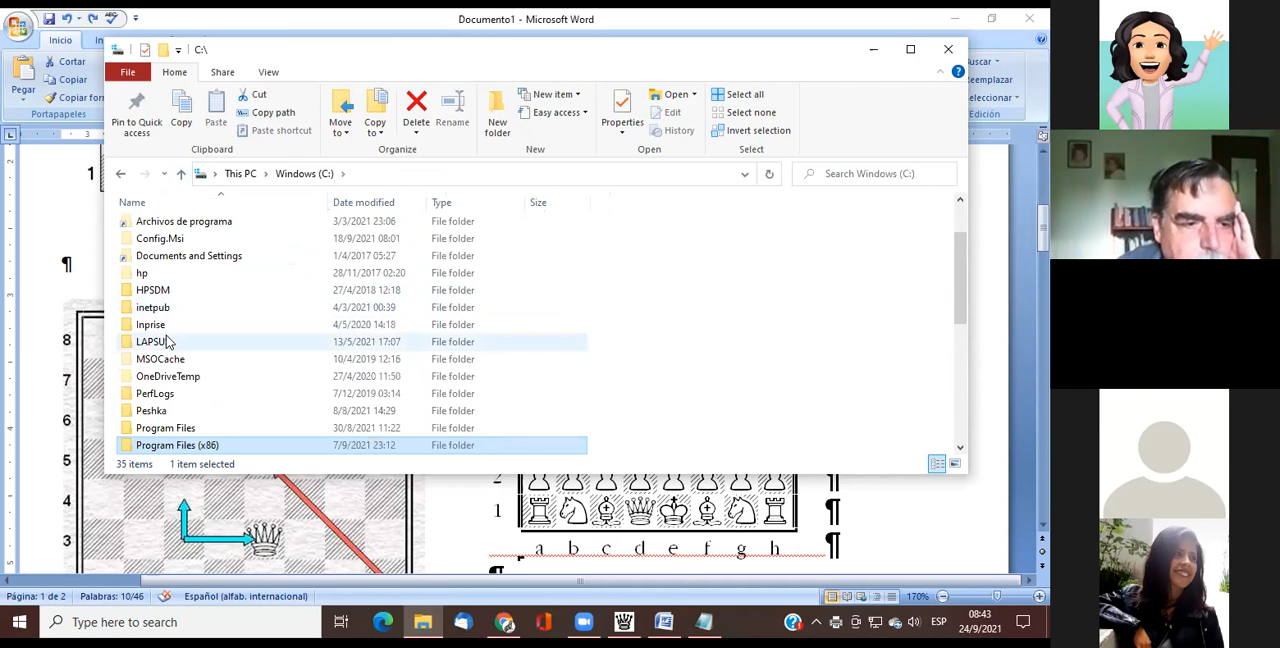 Documento1 - Microsoft Word
Inicio
C:\
File Home Share View
Cortar
Copiar
Pegar
Copiar for
Portapapeles
Pin to Quick access
Copy
Paste
Cut
Copy path
Paste shortcut
Clipboard
Move to
Copy to
Delete
Rename
Organize
New folder
New item
Easy access
New
Properties
Open
Edit
History
Open
Select all
Select none
Invert selection
Select
eemplazar
eleccionar
Edición
This PC > Windows (C:) >
Search Windows (C:)
Name Date modified Type Size
Archivos de programa 3/3/2021 23:06 File folder
Config.Msi 18/9/2021 08:01 File folder
Documents and Settings 1/4/2017 05:27 File folder
hp 28/11/2017 02:20 File folder
HPSDM 27/4/2018 12:18 File folder
inetpub 4/3/2021 00:39 File folder
Inprise 4/5/2020 14:18 File folder
LAPSU 13/5/2021 17:07 File folder
MSOCache 10/4/2019 12:16 File folder
OneDriveTemp 27/4/2020 11:50 File folder
PerfLogs 7/12/2019 03:14 File folder
Peshka 8/8/2021 14:29 File folder
Program Files 30/8/2021 11:22 File folder
Program Files (x86) 7/9/2021 23:12 File folder
35 items 1 item selected
1
¶
8
7
6
5
4
3
2
1
a b c d e f g h
¶
¶
¶
¶
Página: 1 de 2 Palabras: 10/46 Español (alfab. internacional) 170%
Type here to search
ESP
08:43
24/9/2021